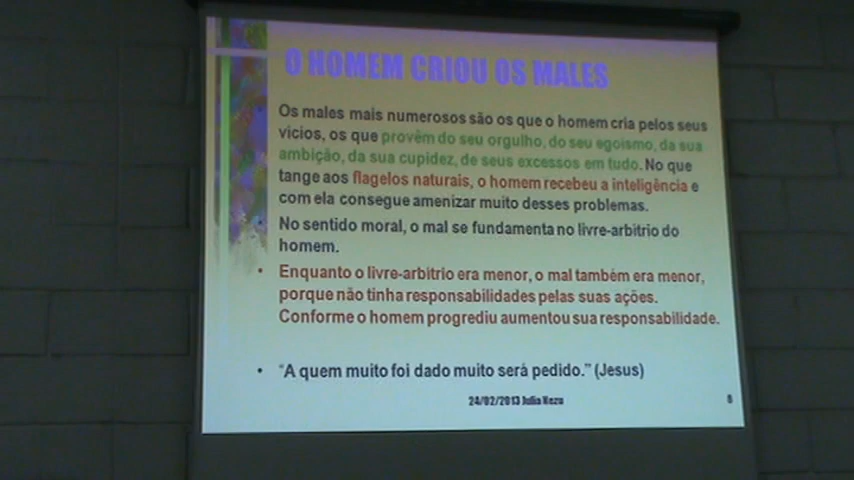 O HOMEM CRIOU OS MALES
Os males mais numerosos são os que o homem cria pelos seus
vícios, os que provêm do seu orgulho, do seu egoísmo, da sua
ambição, da sua cupidez, de seus excessos em tudo. No que
tange aos flagelos naturais, o homem recebeu a inteligência e
com ela consegue amenizar muito desses problemas.
No sentido moral, o mal se fundamenta no livre-arbítrio do
homem.
• Enquanto o livre-arbítrio era menor, o mal também era menor,
porque não tinha responsabilidades pelas suas ações.
Conforme o homem progrediu aumentou sua responsabilidade.
• "A quem muito foi dado muito será pedido." (Jesus)
24/02/2013 Julia Nezu